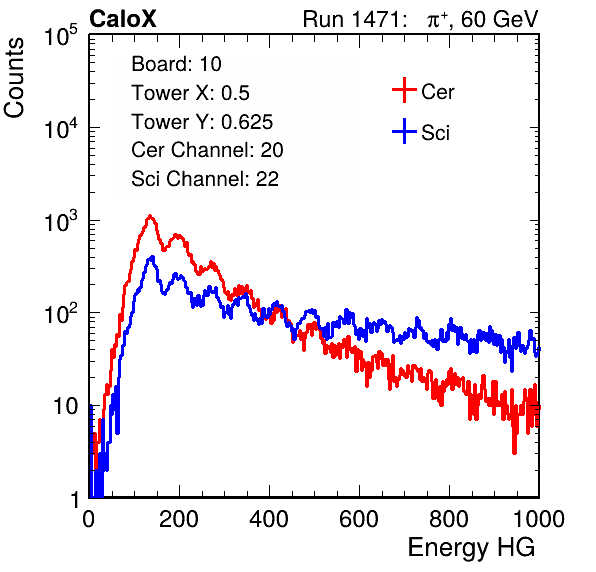 CaloX Run 1471: π⁺, 60 GeV
Counts
10⁵
10⁴
10³
10²
10
1
Board: 10
Tower X: 0.5
Tower Y: 0.625
Cer Channel: 20
Sci Channel: 22
Cer
Sci
0 200 400 600 800 1000
Energy HG